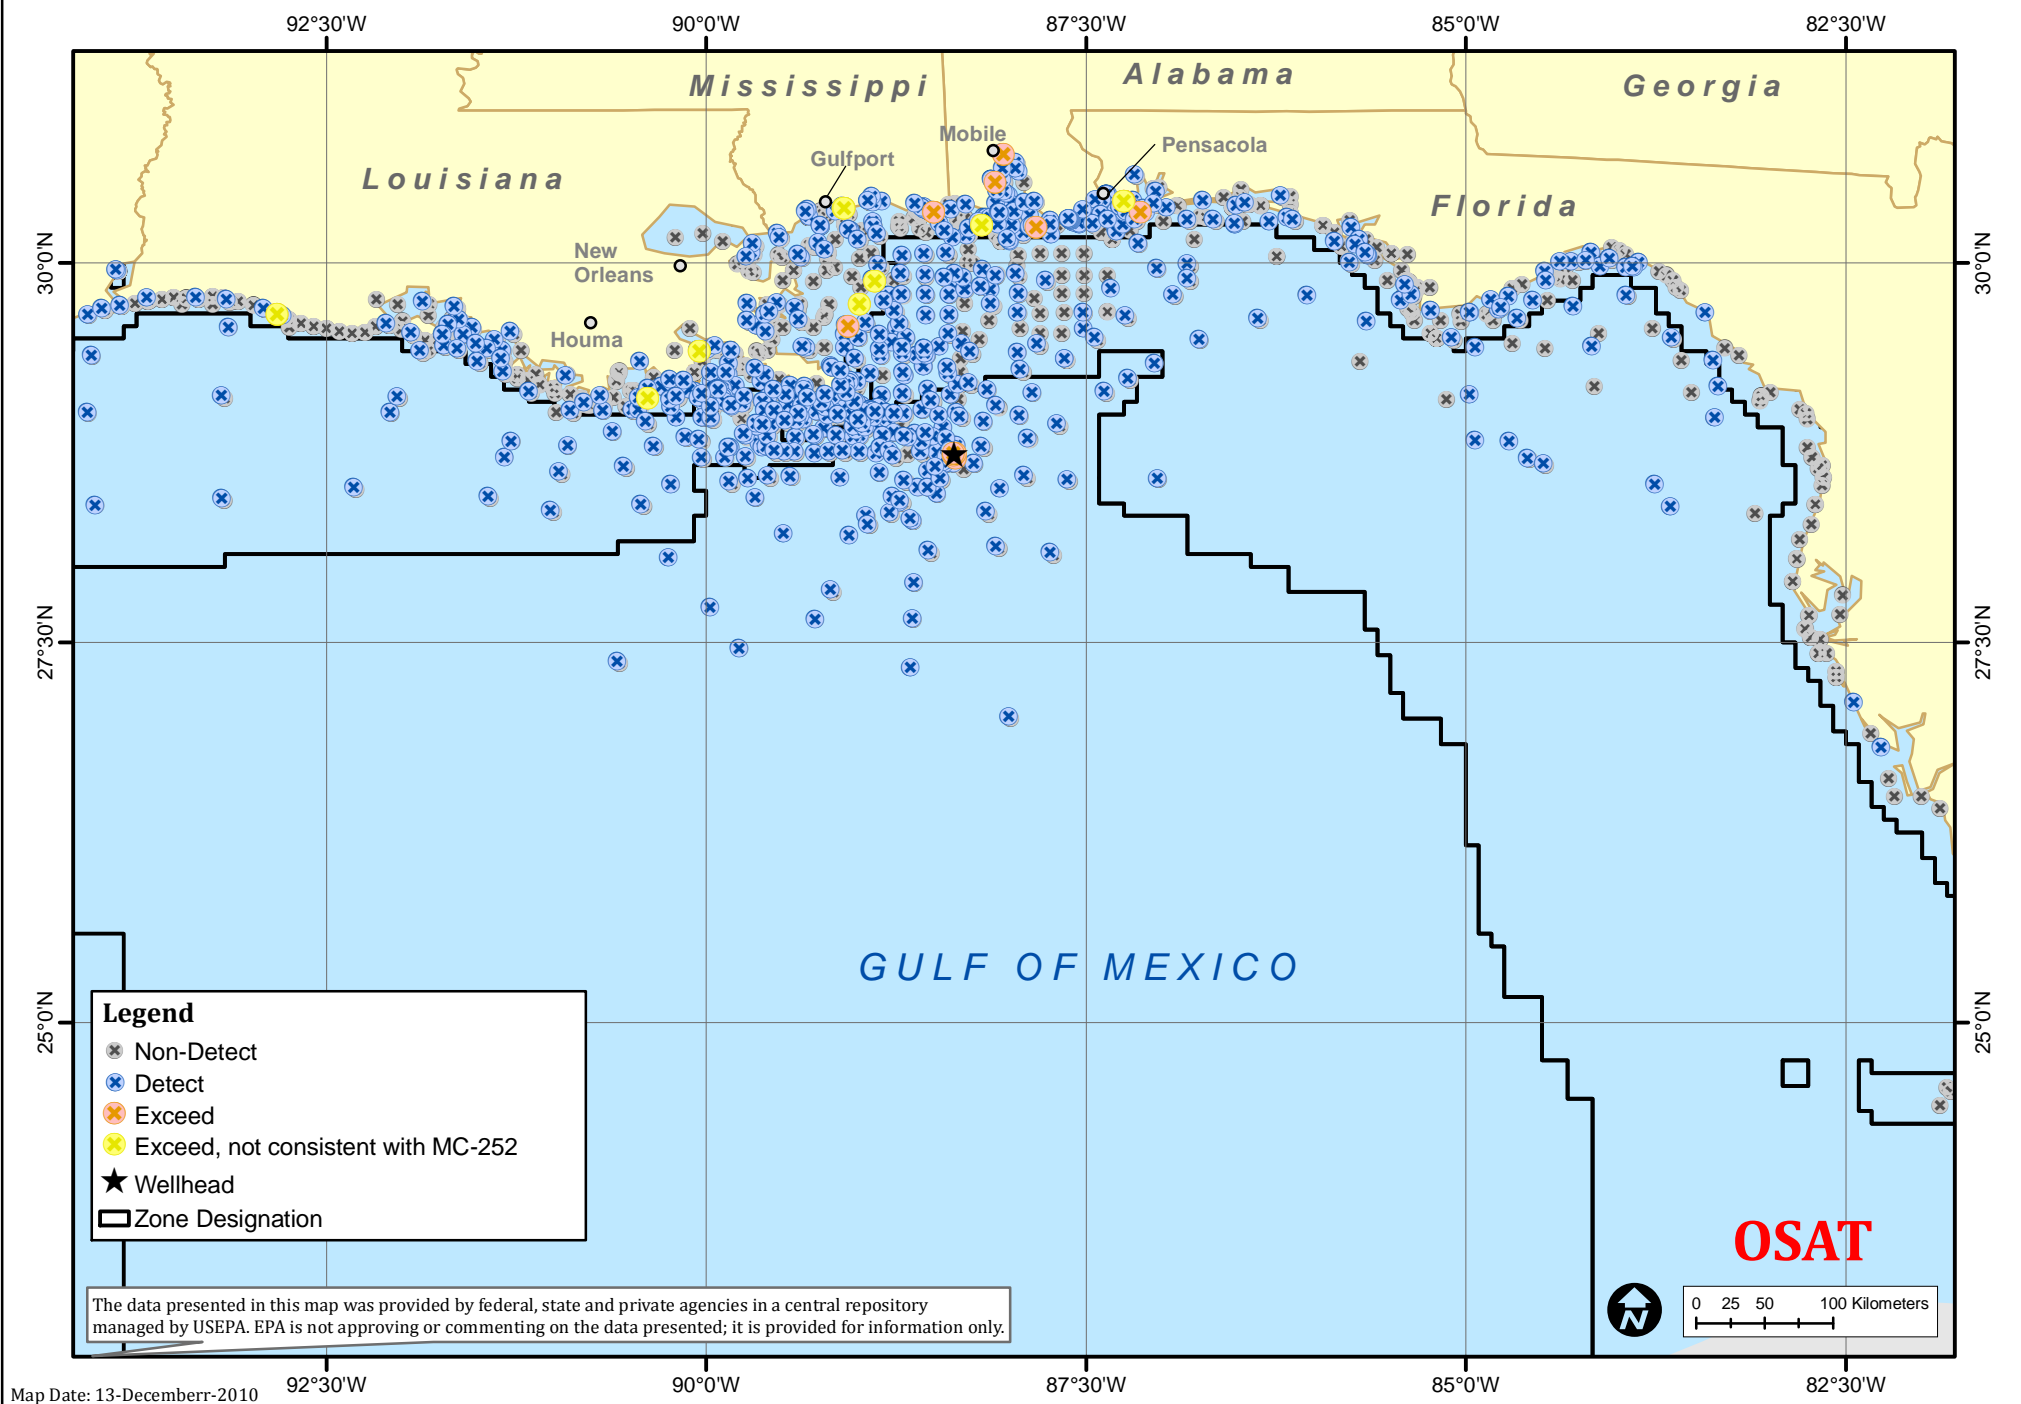 92°30'W 90°0'W 87°30'W 85°0'W 82°30'W
Mississippi
Alabama
Georgia
Mobile
Pensacola
Gulfport
Louisiana
Florida
New
Orleans
Houma
30°0'N
30°0'N
27°30'N
27°30'N
GULF OF MEXICO
25°0'N
25°0'N
Legend
Non-Detect
Detect
Exceed
Exceed, not consistent with MC-252
Wellhead
Zone Designation
OSAT
N
0 25 50 100 Kilometers
The data presented in this map was provided by federal, state and private agencies in a central repository
managed by USEPA. EPA is not approving or commenting on the data presented; it is provided for information only.
92°30'W 90°0'W 87°30'W 85°0'W 82°30'W
Map Date: 13-Decemberr-2010